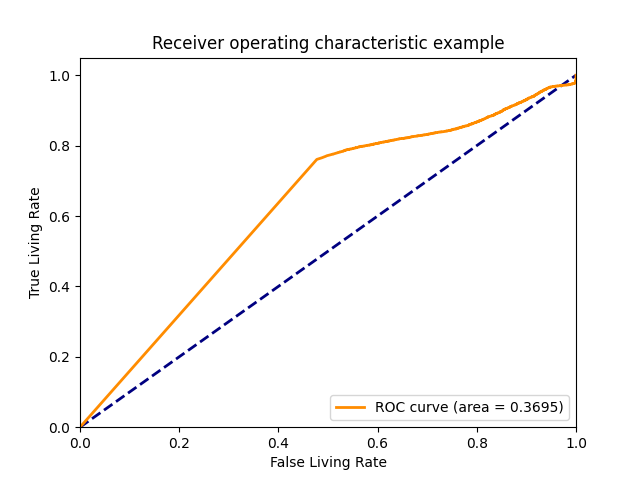 Receiver operating characteristic example
True Living Rate
1.0
0.8
0.6
0.4
0.2
0.0
ROC curve (area = 0.3695)
0.0 0.2 0.4 0.6 0.8 1.0
False Living Rate